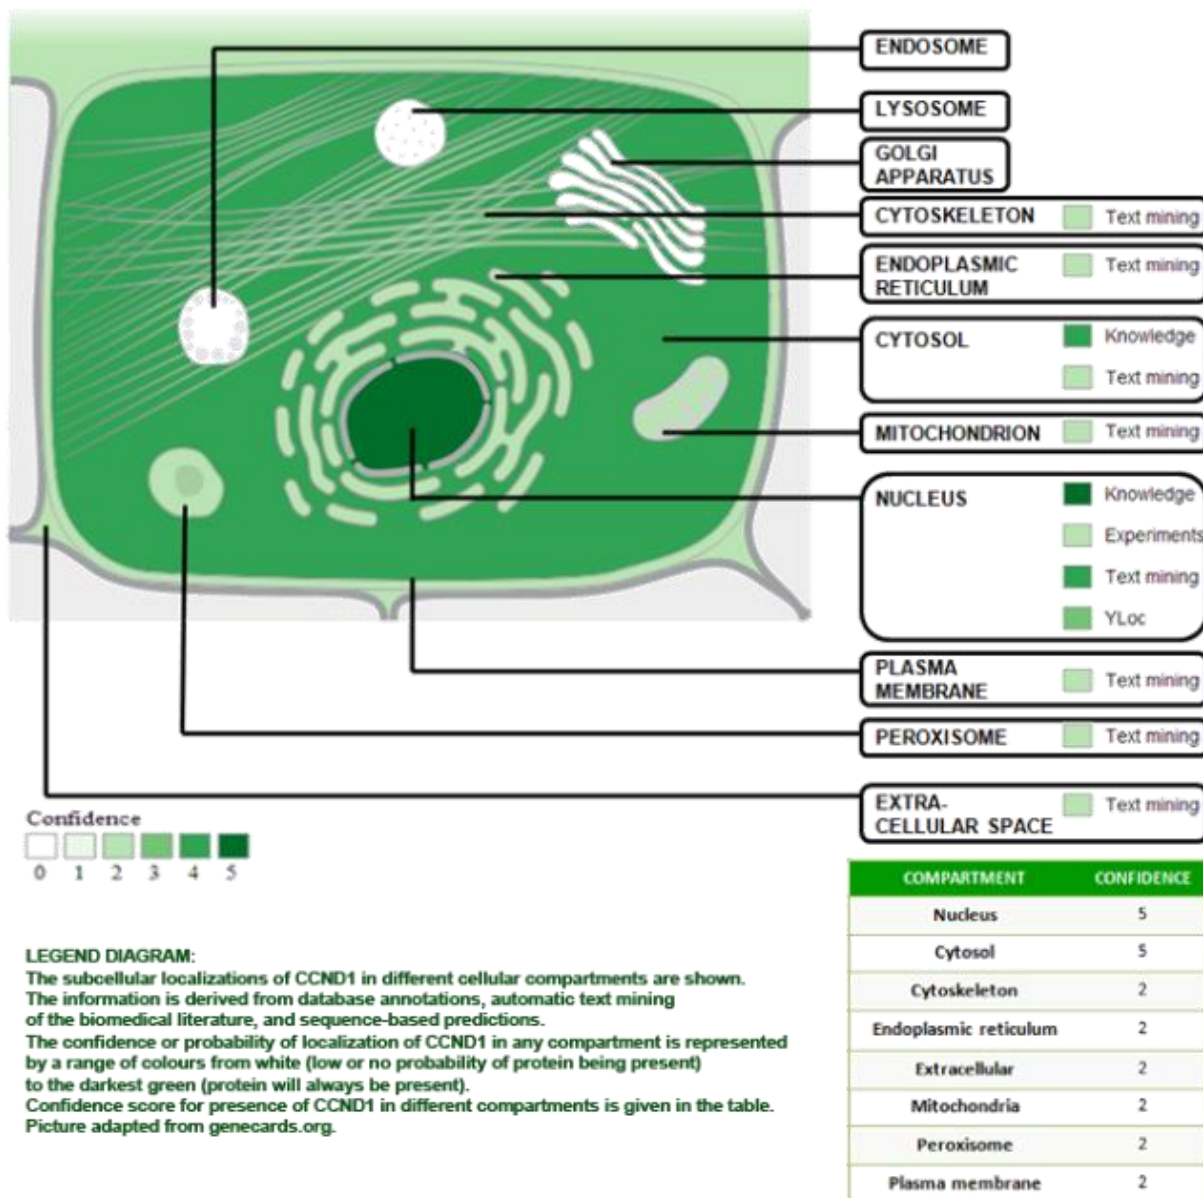 ENDOSOME
LYSOSOME
GOLGI
APPARATUS
CYTOSKELETON Text mining
ENDOPLASMIC Text mining
RETICULUM
CYTOSOL Knowledge
Text mining
MITOCHONDRION Text mining
NUCLEUS Knowledge
Experiments
Text mining
YLoc
PLASMA Text mining
MEMBRANE
PEROXISOME Text mining
EXTRA- Text mining
CELLULAR SPACE
Confidence
0 1 2 3 4 5
LEGEND DIAGRAM:
The subcellular localizations of CCND1 in different cellular compartments are shown.
The information is derived from database annotations, automatic text mining
of the biomedical literature, and sequence-based predictions.
The confidence or probability of localization of CCND1 in any compartment is represented
by a range of colours from white (low or no probability of protein being present)
to the darkest green (protein will always be present).
Confidence score for presence of CCND1 in different compartments is given in the table.
Picture adapted from genecards.org.
COMPARTMENT CONFIDENCE
Nucleus 5
Cytosol 5
Cytoskeleton 2
Endoplasmic reticulum 2
Extracellular 2
Mitochondria 2
Peroxisome 2
Plasma membrane 2